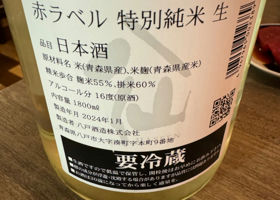 赤ラベル 特別純米 生
品目 日本酒
原材料名 米(青森県産)、米麹(青森県産米)
精米歩合 麹米55%、掛米60%
アルコール分 16度(原酒)
内容量 1800ml
製造年月 2024年1月
製造者 八戸酒造株式会社
青森県八戸市大字湊町字本町9番地
要冷蔵